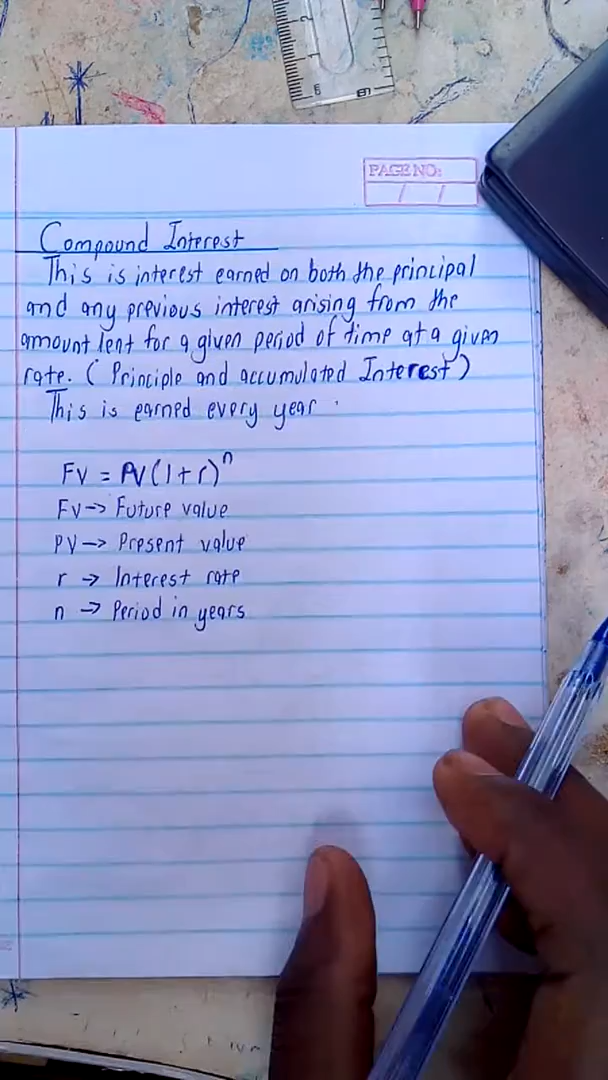 PAGE NO:
Compound Interest
This is interest earned on both the principal
and any previous interest arising from the
amount lent for a given period of time at a given
rate. ( Principle and accumulated Interest )
This is earned every year .
FV = PV(1+r)^n
FV -> Future value
PV -> Present value
r -> Interest rate
n -> Period in years